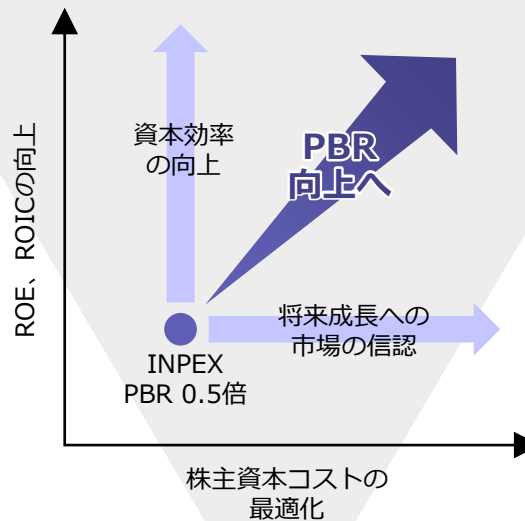 ROE、ROICの向上
資本効率
の向上
PBR
向上へ
将来成長への
市場の信認
INPEX
PBR 0.5倍
株主資本コストの
最適化